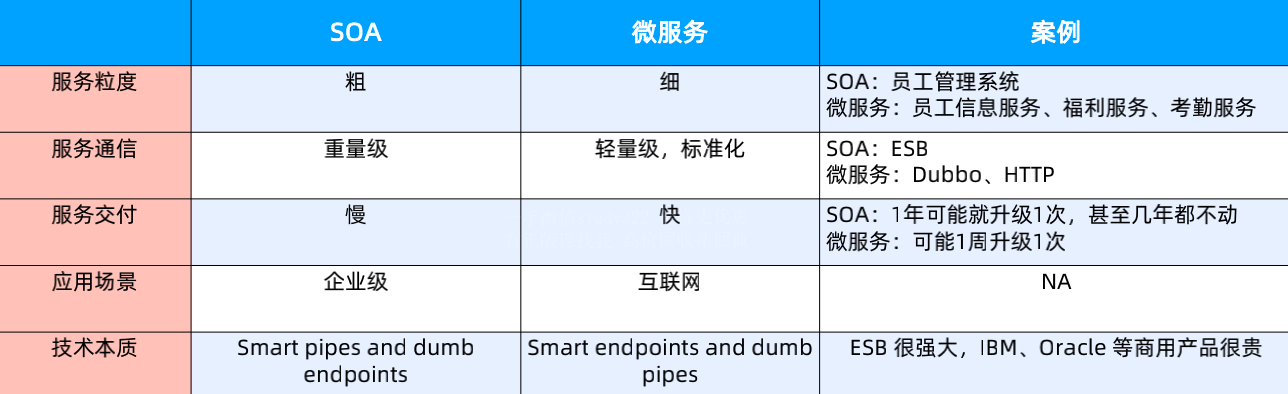 SOA 微服务 案例
服务粒度 粗 细 SOA：员工管理系统
微服务：员工信息服务、福利服务、考勤服务
服务通信 重量级 轻量级，标准化 SOA：ESB
微服务：Dubbo、HTTP
服务交付 慢 快 SOA：1年可能就升级1次，甚至几年都不动
微服务：可能1周升级1次
应用场景 企业级 互联网 NA
技术本质 Smart pipes and dumb Smart endpoints and dumb ESB 很强大，IBM、Oracle 等商用产品很贵
endpoints pipes